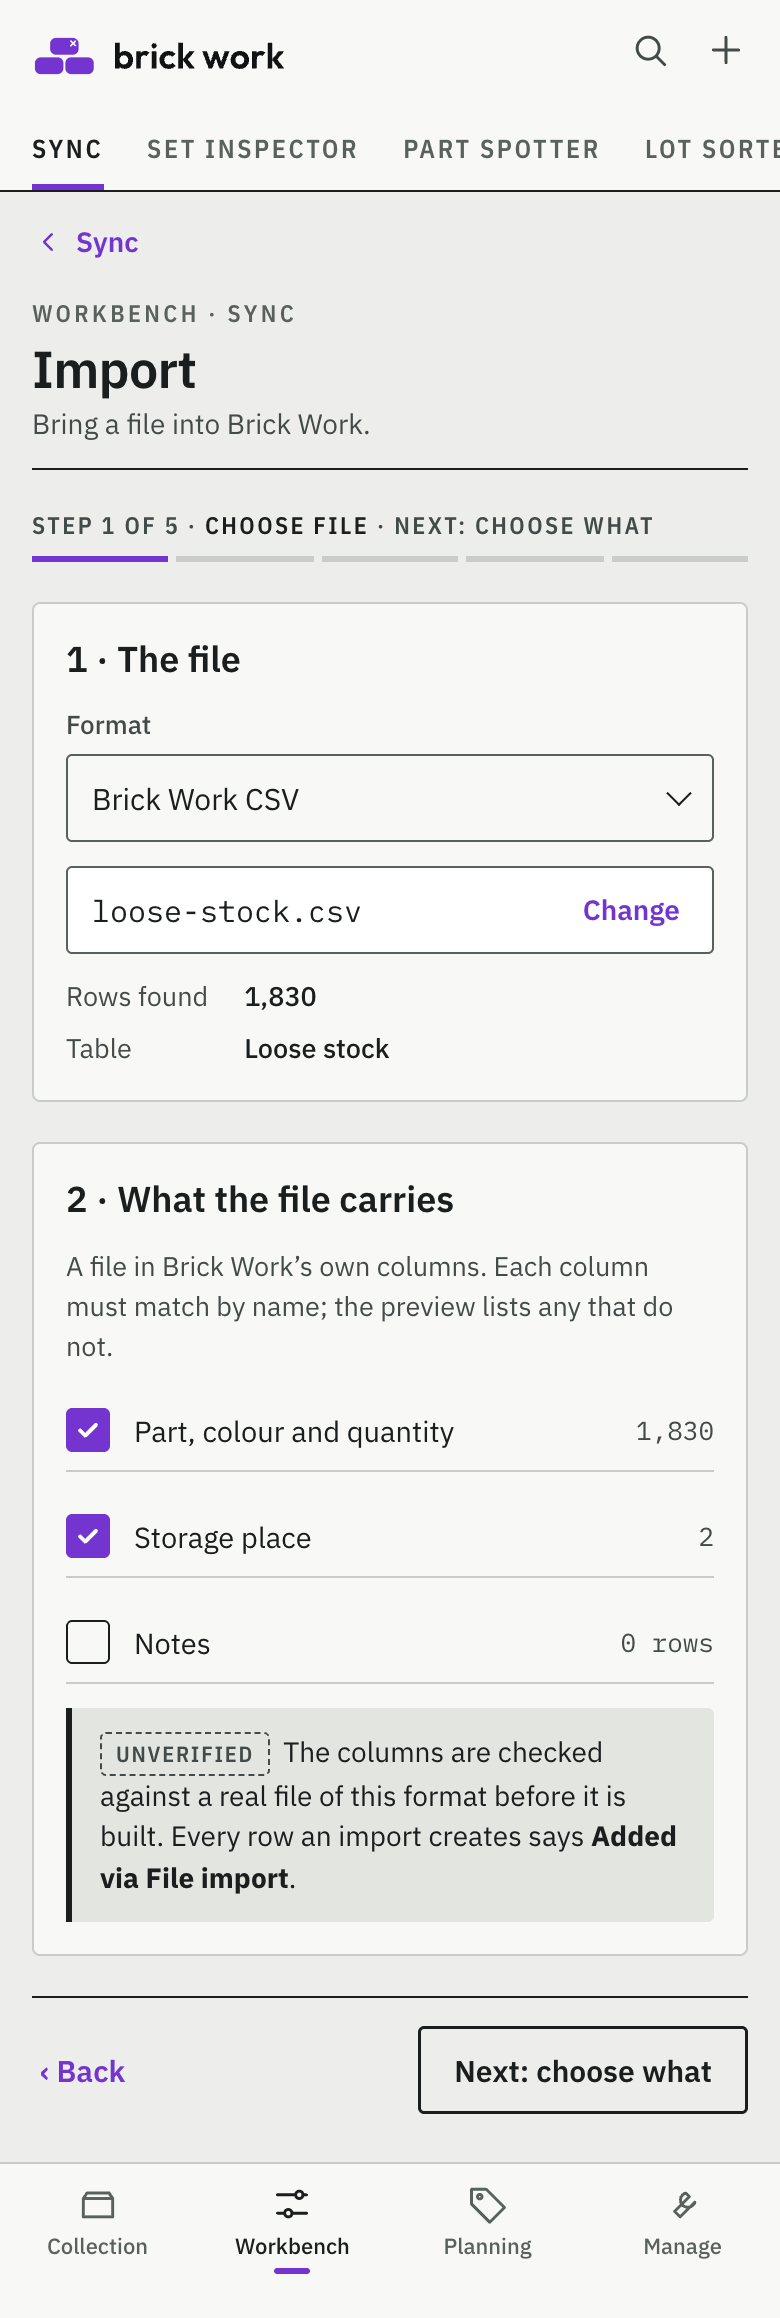 brick work
SYNC SET INSPECTOR PART SPOTTER LOT SORTE
Sync
WORKBENCH · SYNC
Import
Bring a file into Brick Work.
STEP 1 OF 5 · CHOOSE FILE · NEXT: CHOOSE WHAT
1 · The file
Format
Brick Work CSV
loose-stock.csv Change
Rows found 1,830
Table Loose stock
2 · What the file carries
A file in Brick Work’s own columns. Each column
must match by name; the preview lists any that do
not.
Part, colour and quantity 1,830
Storage place 2
Notes 0 rows
UNVERIFIED The columns are checked
against a real file of this format before it is
built. Every row an import creates says Added
via File import.
‹ Back Next: choose what
Collection Workbench Planning Manage